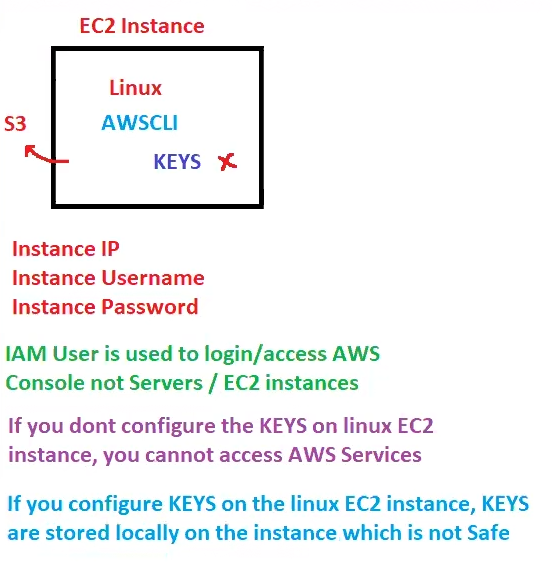 EC2 Instance
Linux
S3
AWSCLI
KEYS
Instance IP
Instance Username
Instance Password
IAM User is used to login/access AWS
Console not Servers / EC2 instances
If you dont configure the KEYS on linux EC2
instance, you cannot access AWS Services
If you configure KEYS on the linux EC2 instance, KEYS
are stored locally on the instance which is not Safe